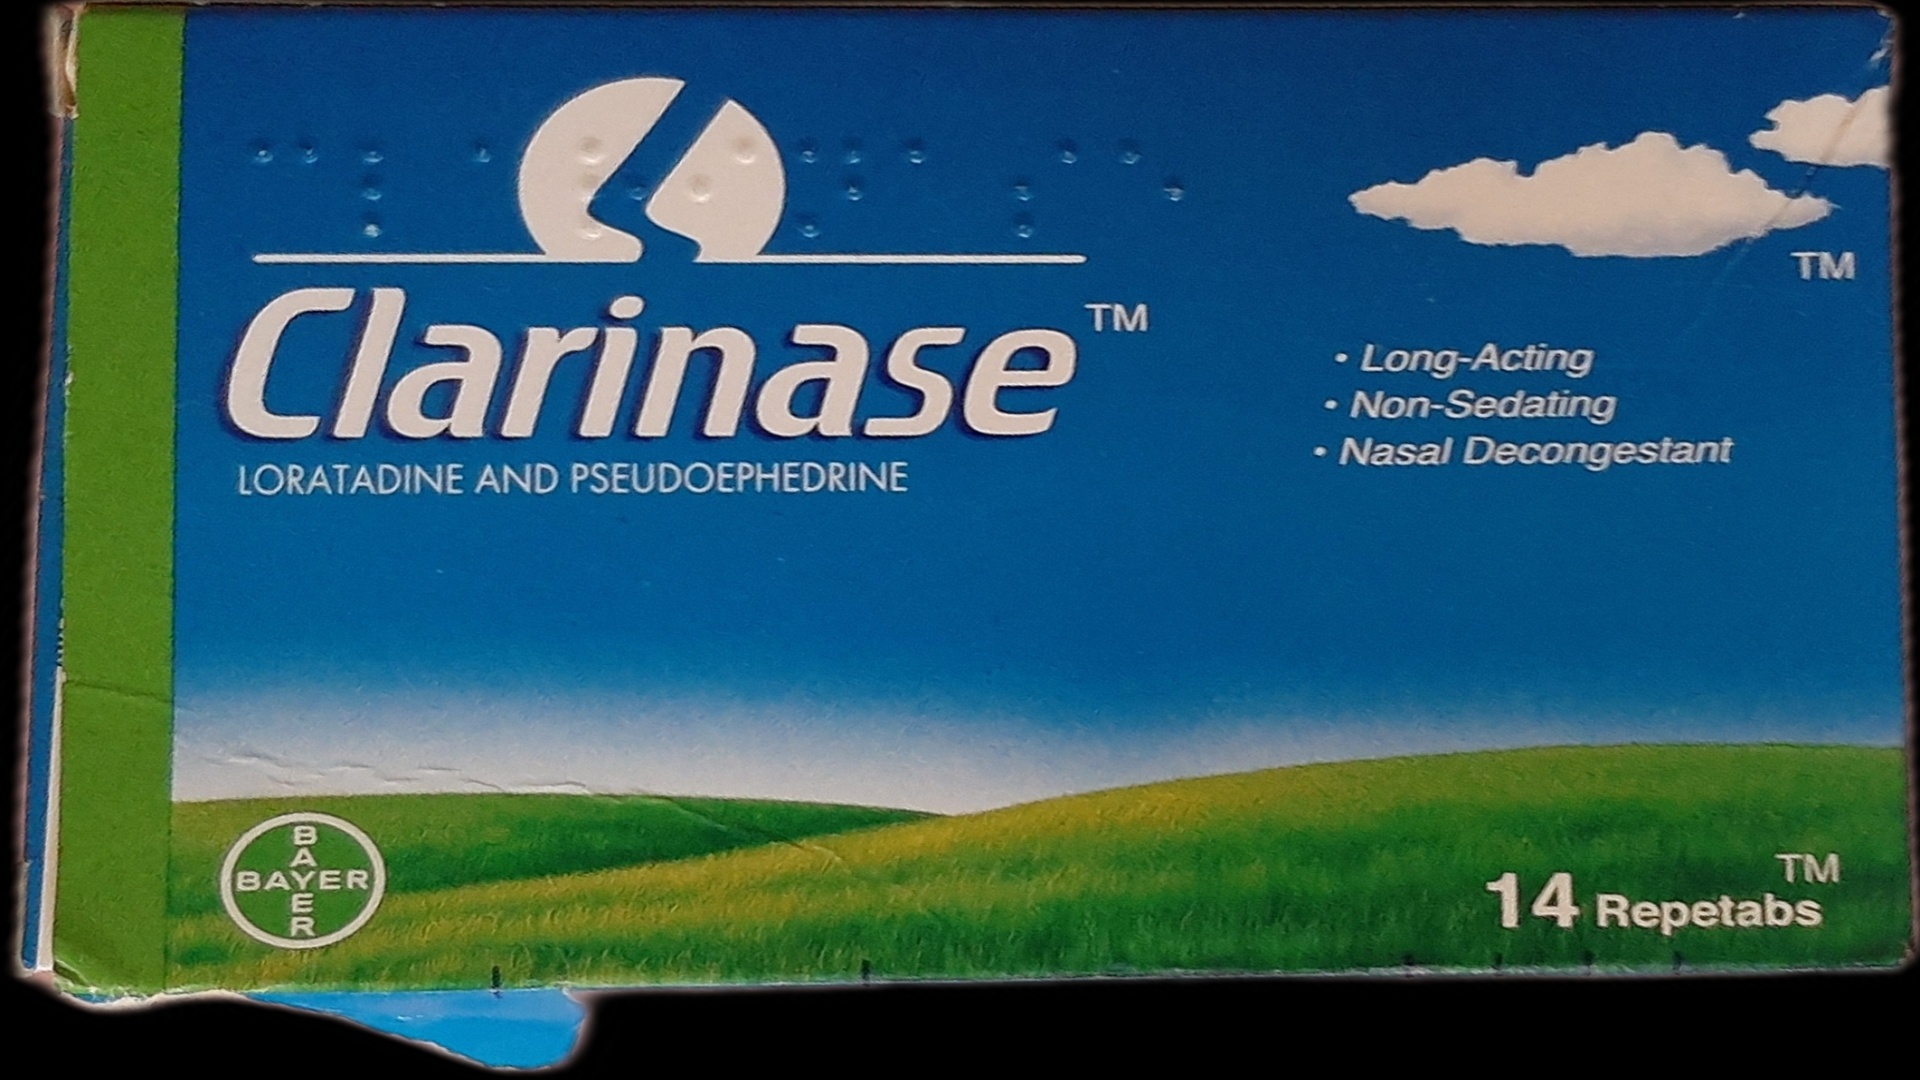 Clarinase™
LORATADINE AND PSEUDOEPHEDRINE
TM
• Long-Acting
• Non-Sedating
• Nasal Decongestant
BAYER
BAYER
14 Repetabs™